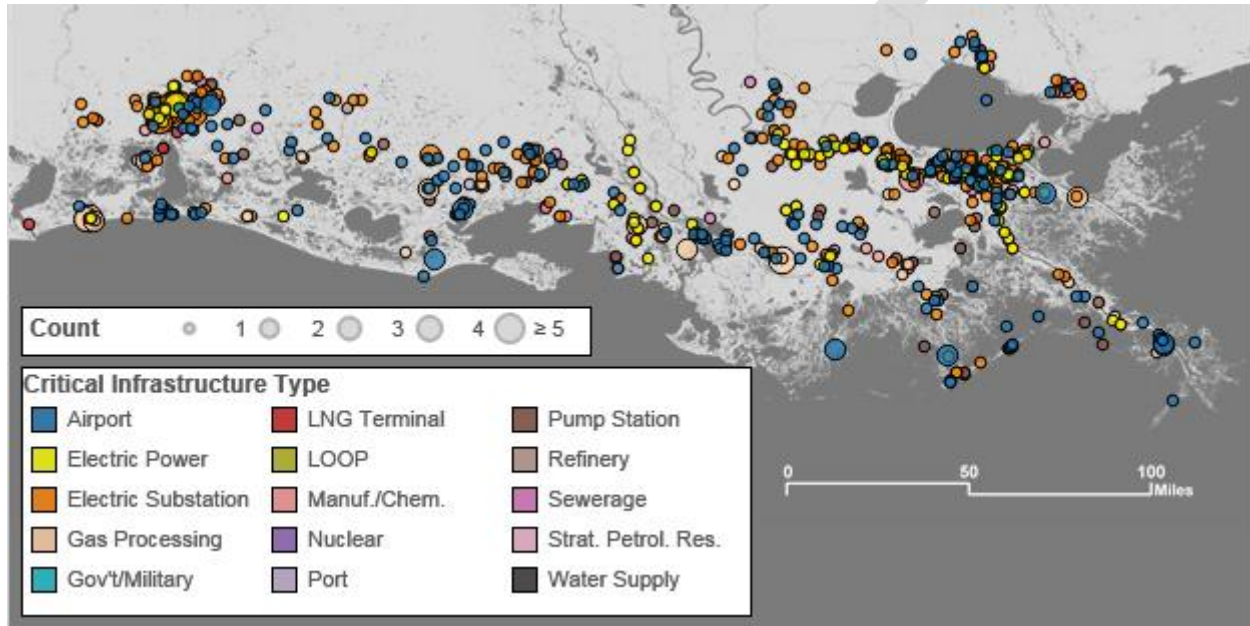 Count 1 2 3 4 ≥ 5
Critical Infrastructure Type
Airport LNG Terminal Pump Station
Electric Power LOOP Refinery
Electric Substation Manuf./Chem. Sewerage
Gas Processing Nuclear Strat. Petrol. Res.
Gov't/Military Port Water Supply
0 50 100
Miles